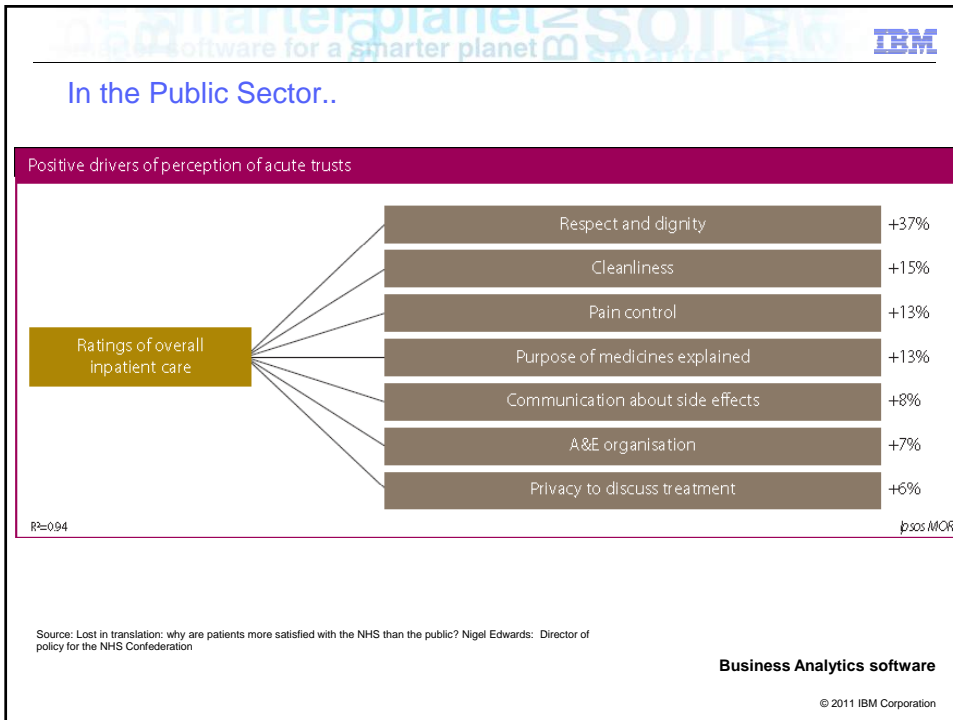 smarter planet
software for a smarter planet
IBM
In the Public Sector..
Positive drivers of perception of acute trusts
Ratings of overall
inpatient care
Respect and dignity +37%
Cleanliness +15%
Pain control +13%
Purpose of medicines explained +13%
Communication about side effects +8%
A&E organisation +7%
Privacy to discuss treatment +6%
R²=0.94
Ipsos MOR
Source: Lost in translation: why are patients more satisfied with the NHS than the public? Nigel Edwards: Director of
policy for the NHS Confederation
Business Analytics software
© 2011 IBM Corporation